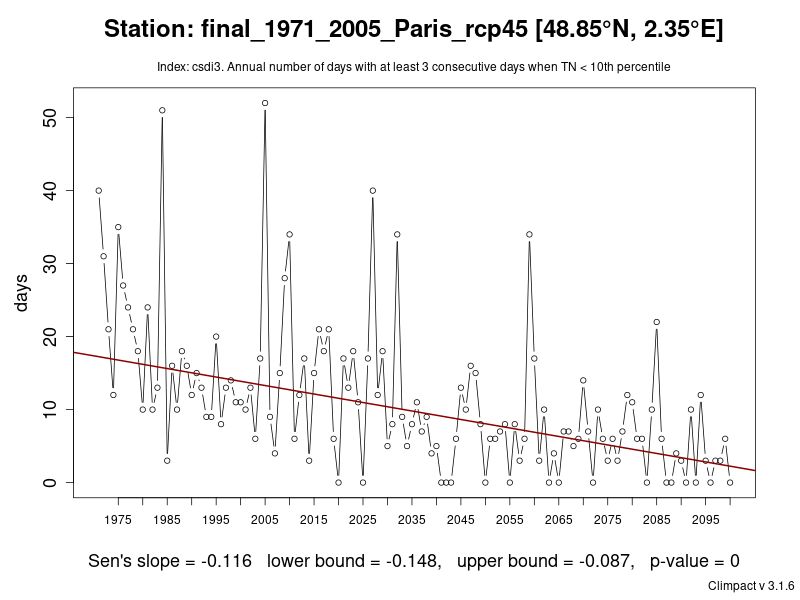 Station: final_1971_2005_Paris_rcp45 [48.85°N, 2.35°E]
Index: csdi3. Annual number of days with at least 3 consecutive days when TN < 10th percentile
days
50
40
30
20
10
0
1975 1985 1995 2005 2015 2025 2035 2045 2055 2065 2075 2085 2095
Sen's slope = -0.116 lower bound = -0.148, upper bound = -0.087, p-value = 0
Climpact v 3.1.6